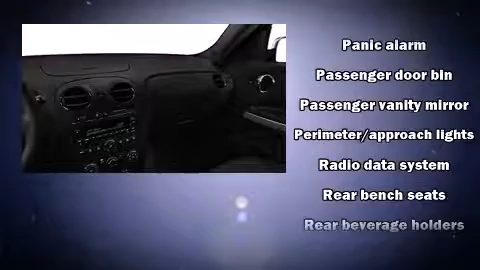 Panic alarm
Passenger door bin
Passenger vanity mirror
Perimeter/approach lights
Radio data system
Rear bench seats
Rear beverage holders